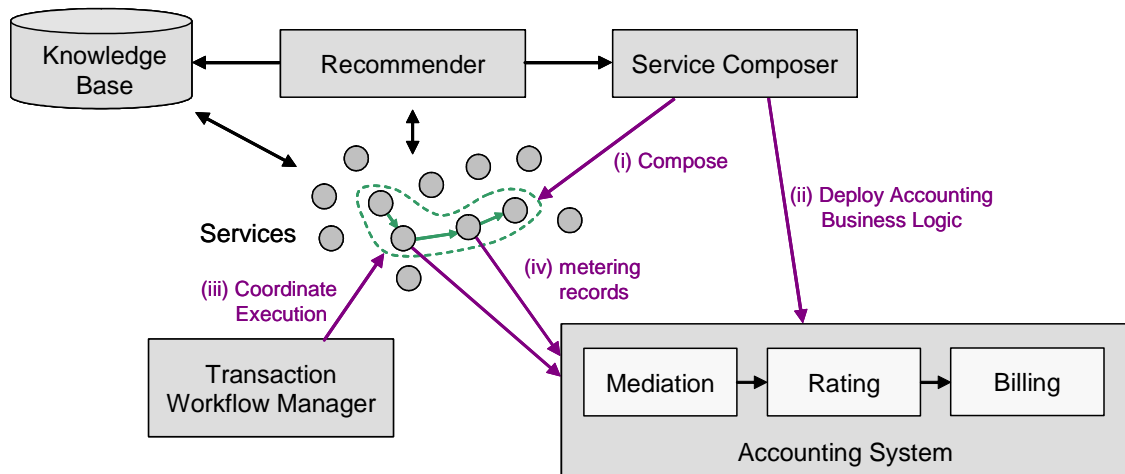 Knowledge
Base
Recommender
Service Composer
(i) Compose
(ii) Deploy Accounting
Business Logic
Services
(iv) metering
records
(iii) Coordinate
Execution
Transaction
Workflow Manager
Mediation
Rating
Billing
Accounting System